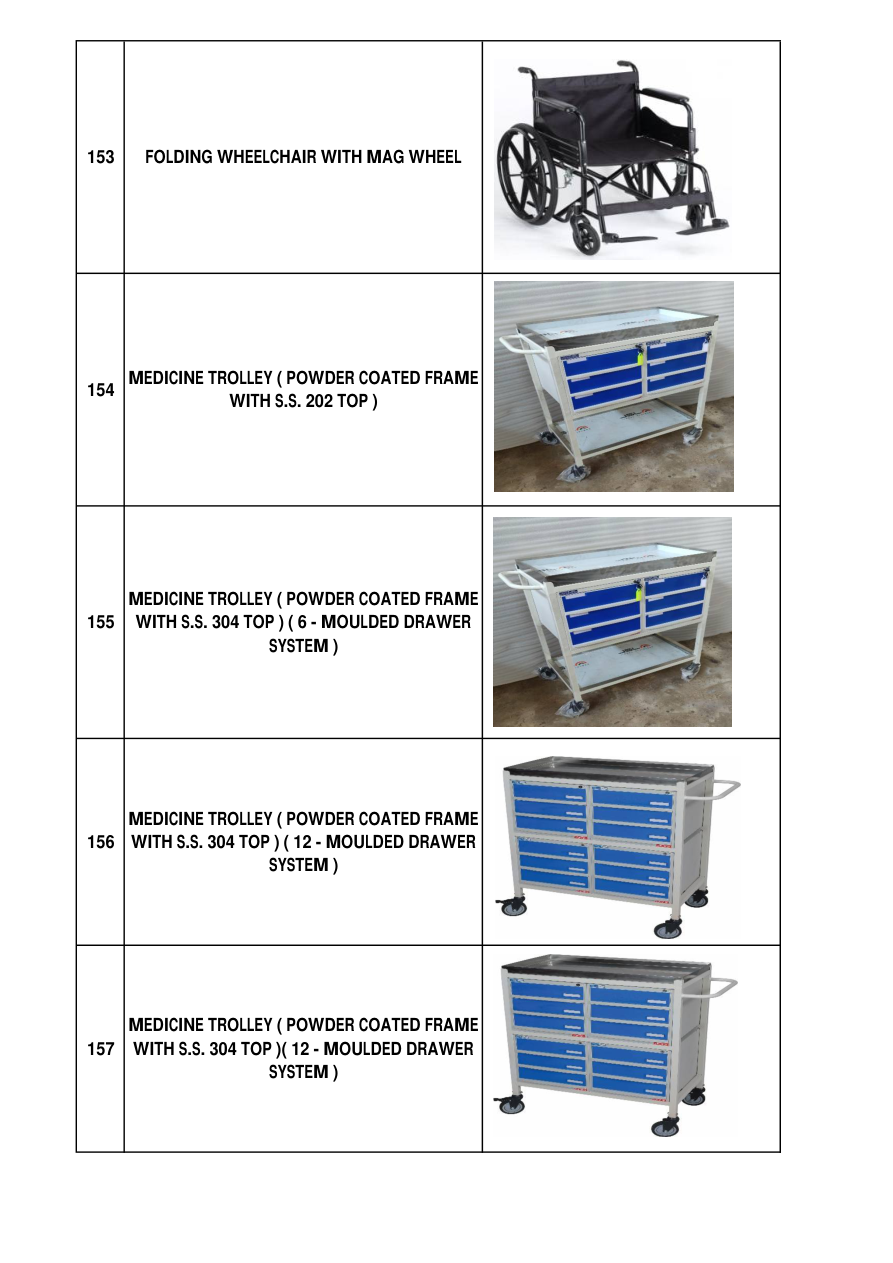 153
FOLDING WHEELCHAIR WITH MAG WHEEL
154
MEDICINE TROLLEY ( POWDER COATED FRAME
WITH S.S. 202 TOP )
155
MEDICINE TROLLEY ( POWDER COATED FRAME
WITH S.S. 304 TOP ) ( 6 - MOULDED DRAWER
SYSTEM )
156
MEDICINE TROLLEY ( POWDER COATED FRAME
WITH S.S. 304 TOP ) ( 12 - MOULDED DRAWER
SYSTEM )
157
MEDICINE TROLLEY ( POWDER COATED FRAME
WITH S.S. 304 TOP )( 12 - MOULDED DRAWER
SYSTEM )